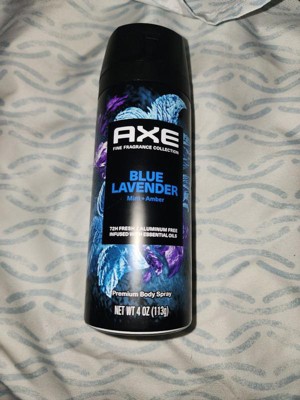 AXE
FINE FRAGRANCE COLLECTION
BLUE
LAVENDER
Mint + Amber
72H FRESH ALUMINUM FREE
INFUSED WITH ESSENTIAL OILS
Premium Body Spray
NET WT 4 OZ (113g)